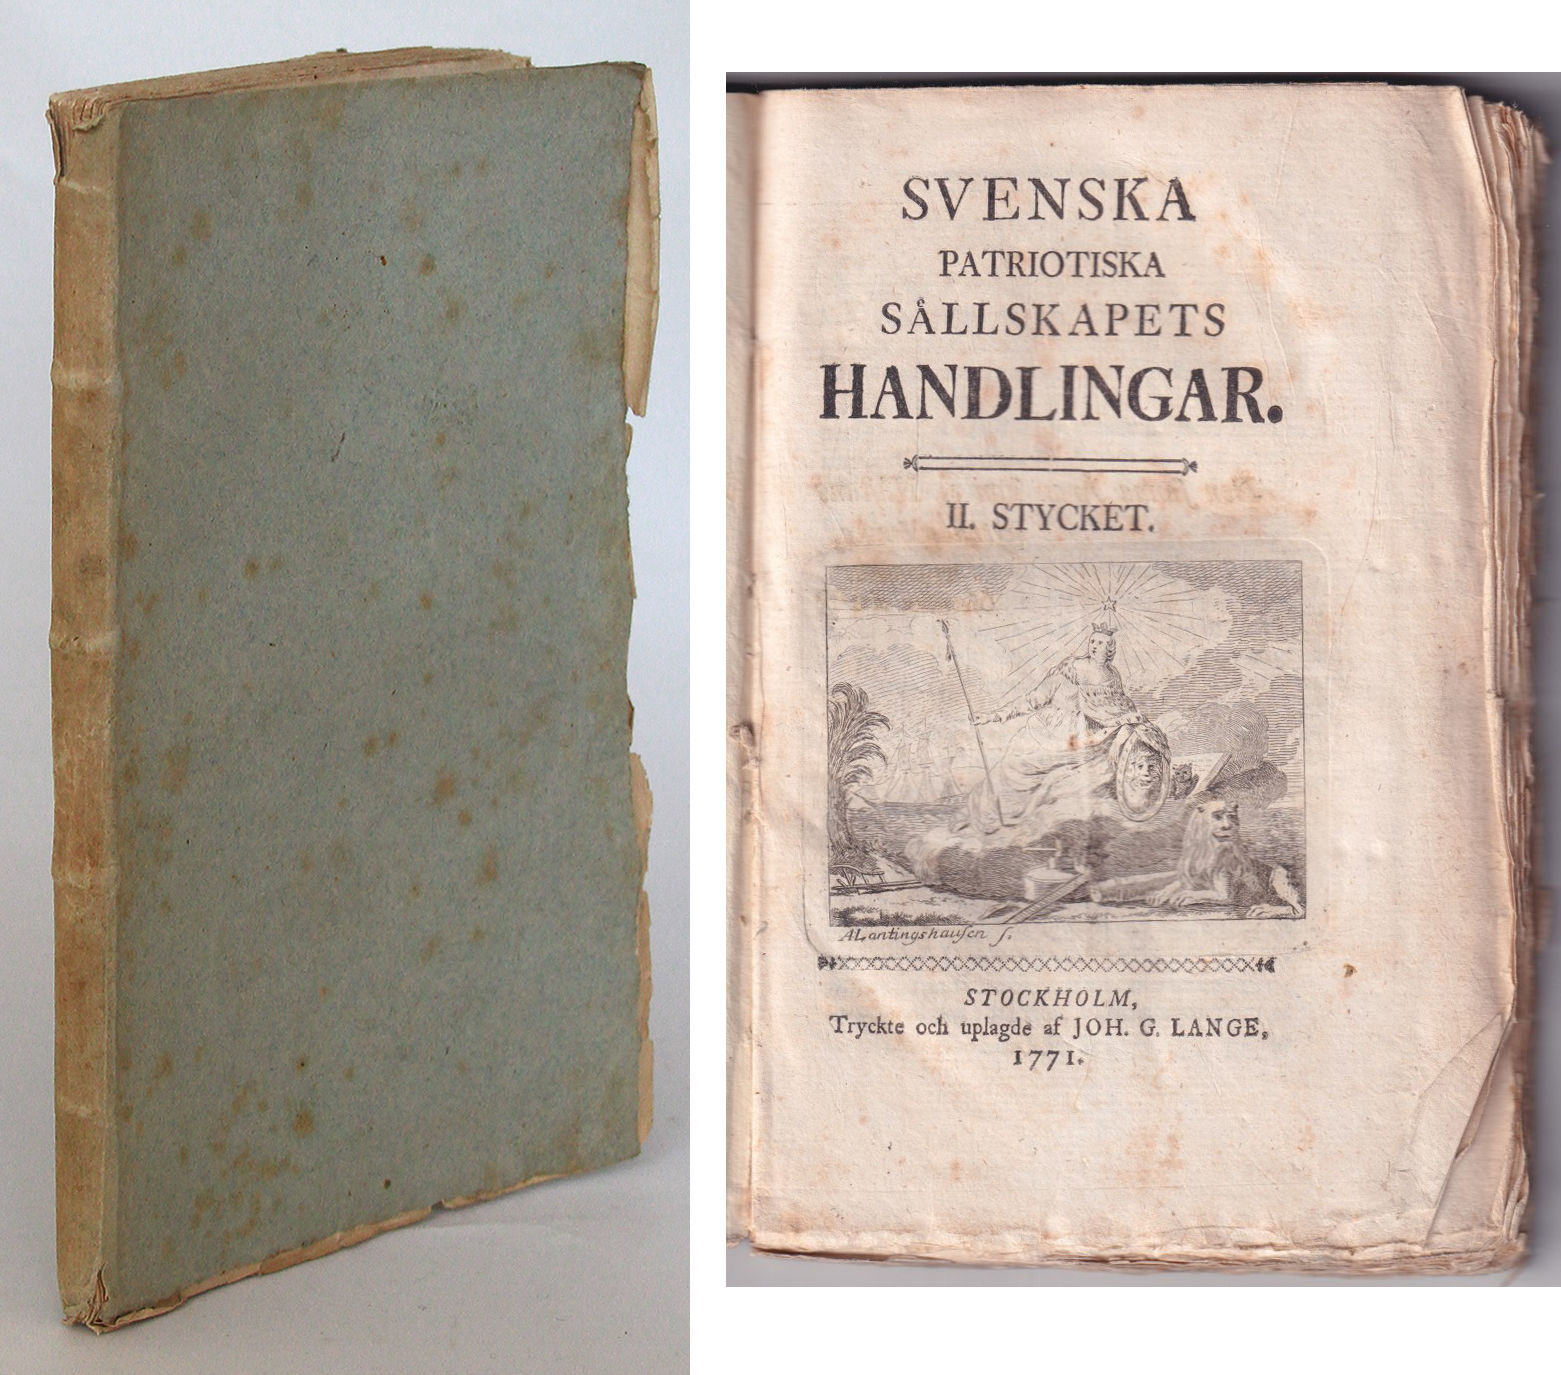 SVENSKA
PATRIOTISKA
SÅLLSKAPETS
HANDLINGAR.
II. STYCKET.
ALantingshausen f.
STOCKHOLM,
Tryckte och uplagde af JOH. G. LANGE,
1771.